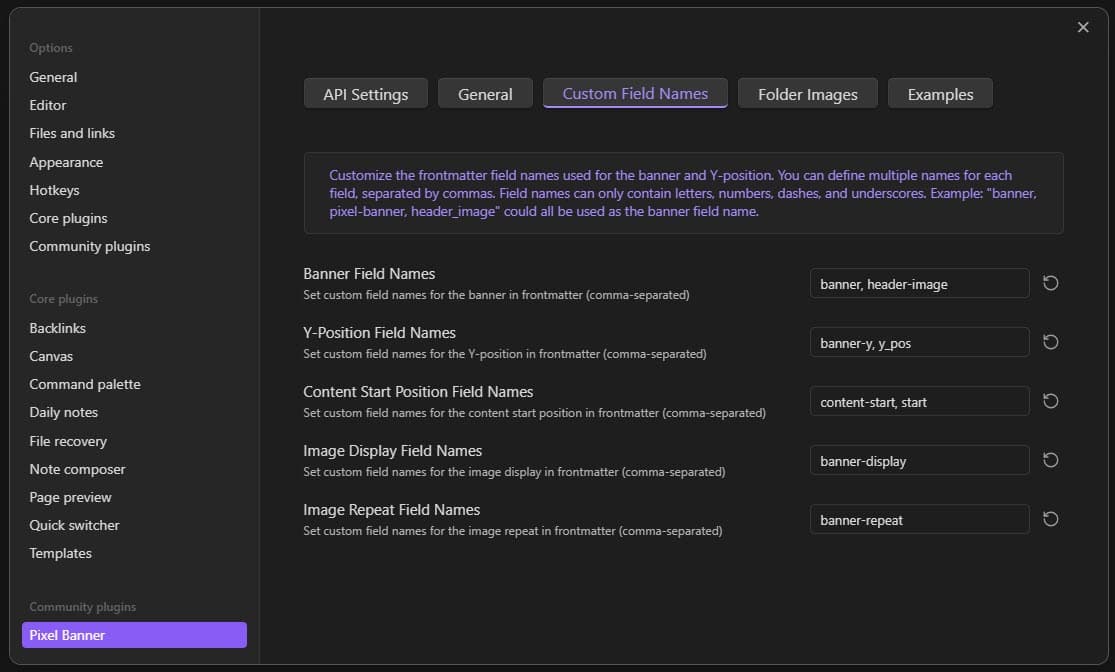 Options
General
Editor
Files and links
Appearance
Hotkeys
Core plugins
Community plugins
Core plugins
Backlinks
Canvas
Command palette
Daily notes
File recovery
Note composer
Page preview
Quick switcher
Templates
Community plugins
Pixel Banner
API Settings
General
Custom Field Names
Folder Images
Examples
Customize the frontmatter field names used for the banner and Y-position. You can define multiple names for each
field, separated by commas. Field names can only contain letters, numbers, dashes, and underscores. Example: "banner,
pixel-banner, header_image" could all be used as the banner field name.
Banner Field Names
Set custom field names for the banner in frontmatter (comma-separated)
banner, header-image
Y-Position Field Names
Set custom field names for the Y-position in frontmatter (comma-separated)
banner-y, y_pos
Content Start Position Field Names
Set custom field names for the content start position in frontmatter (comma-separated)
content-start, start
Image Display Field Names
Set custom field names for the image display in frontmatter (comma-separated)
banner-display
Image Repeat Field Names
Set custom field names for the image repeat in frontmatter (comma-separated)
banner-repeat